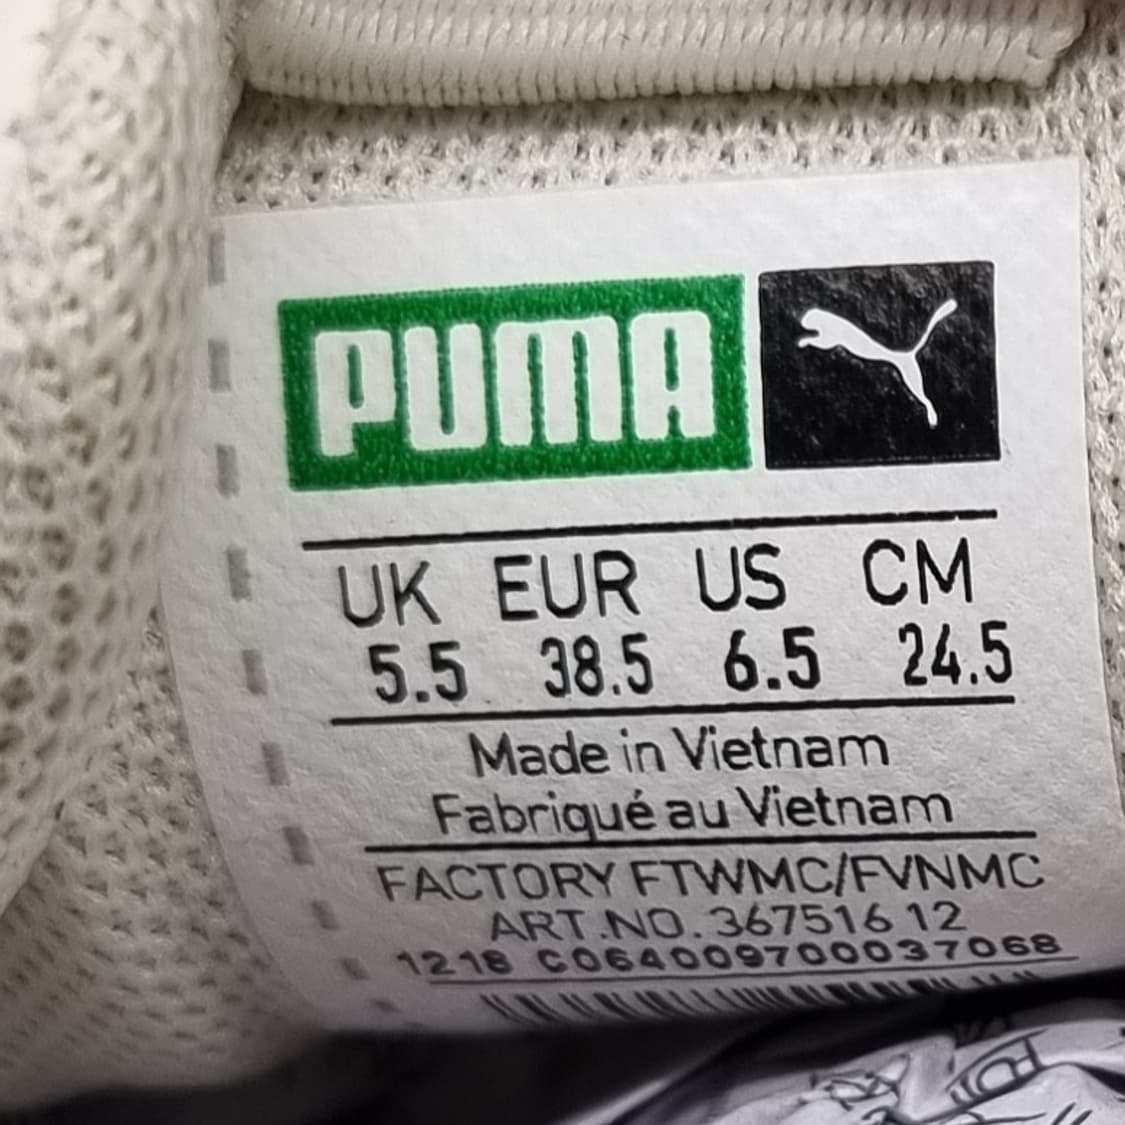 PUMA
UK EUR US CM
5.5 38.5 6.5 24.5
Made in Vietnam
Fabriqué au Vietnam
FACTORY FTWMC/FVNMC
ART.NO. 367516 12
1218 C0640097000037068